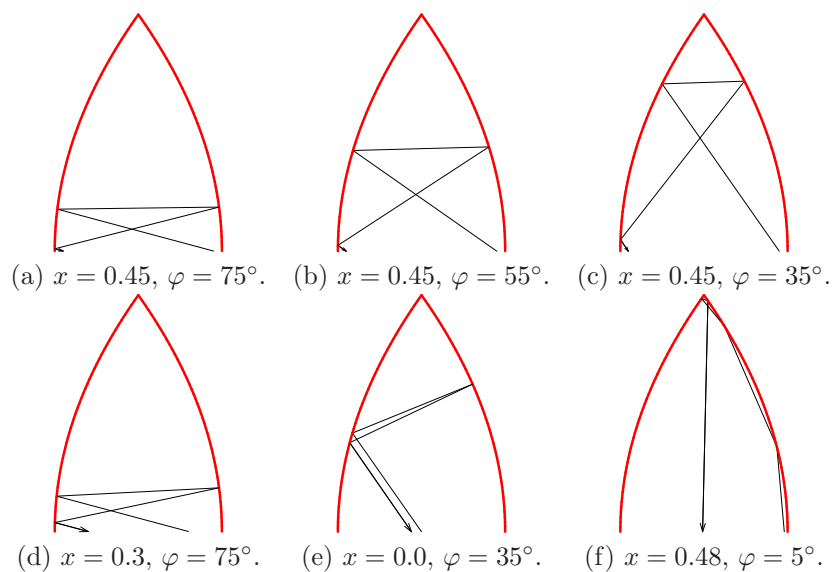 (a) x = 0.45, φ = 75°. (b) x = 0.45, φ = 55°. (c) x = 0.45, φ = 35°.
(d) x = 0.3, φ = 75°. (e) x = 0.0, φ = 35°. (f) x = 0.48, φ = 5°.